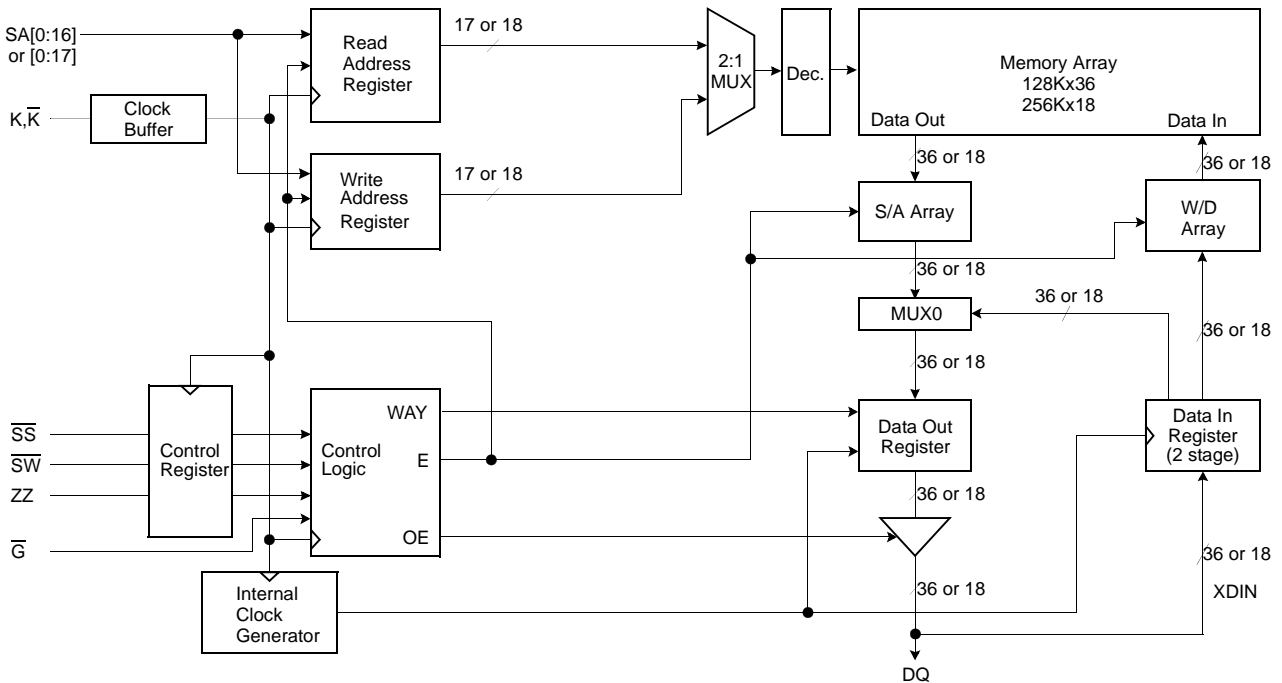 SA[0:16]
or [0:17]
Read
Address
Register
17 or 18
2:1
MUX
Dec.
Memory Array
128Kx36
256Kx18
Data Out
Data In
K,K̅
Clock
Buffer
Write
Address
Register
17 or 18
36 or 18
36 or 18
S/A Array
W/D
Array
36 or 18
36 or 18
MUX0
36 or 18
36 or 18
S̅S̅
S̅W̅
ZZ
G̅
Control
Register
Control
Logic
WAY
E
OE
Data Out
Register
Data In
Register
(2 stage)
36 or 18
36 or 18
XDIN
Internal
Clock
Generator
36 or 18
DQ